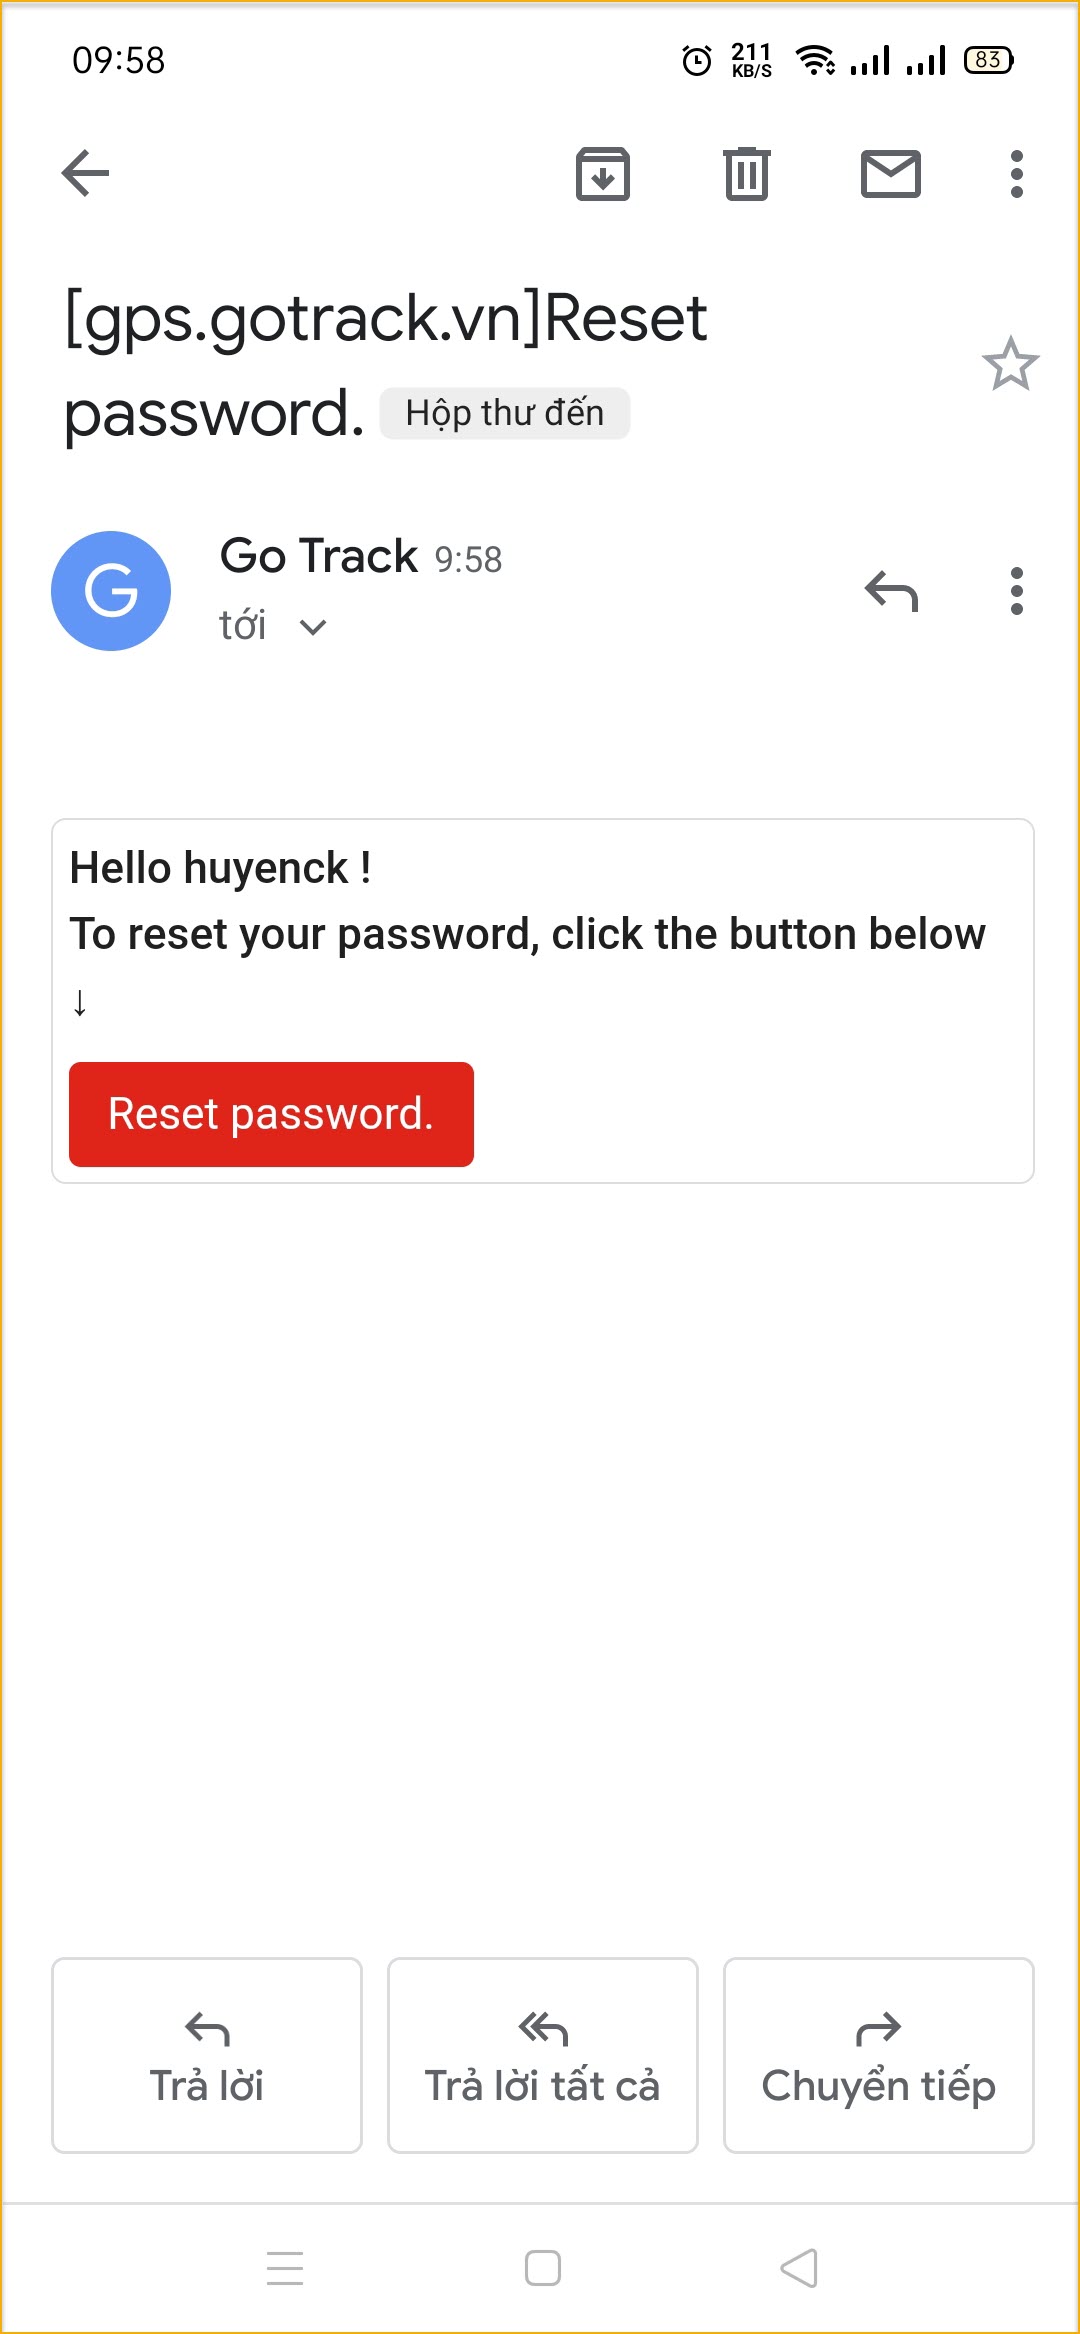 09:58
211
KB/S
83
[gps.gotrack.vn]Reset
password. Hộp thư đến
G
Go Track 9:58
tới
Hello huyenck !
To reset your password, click the button below
↓
Reset password.
Trả lời
Trả lời tất cả
Chuyển tiếp